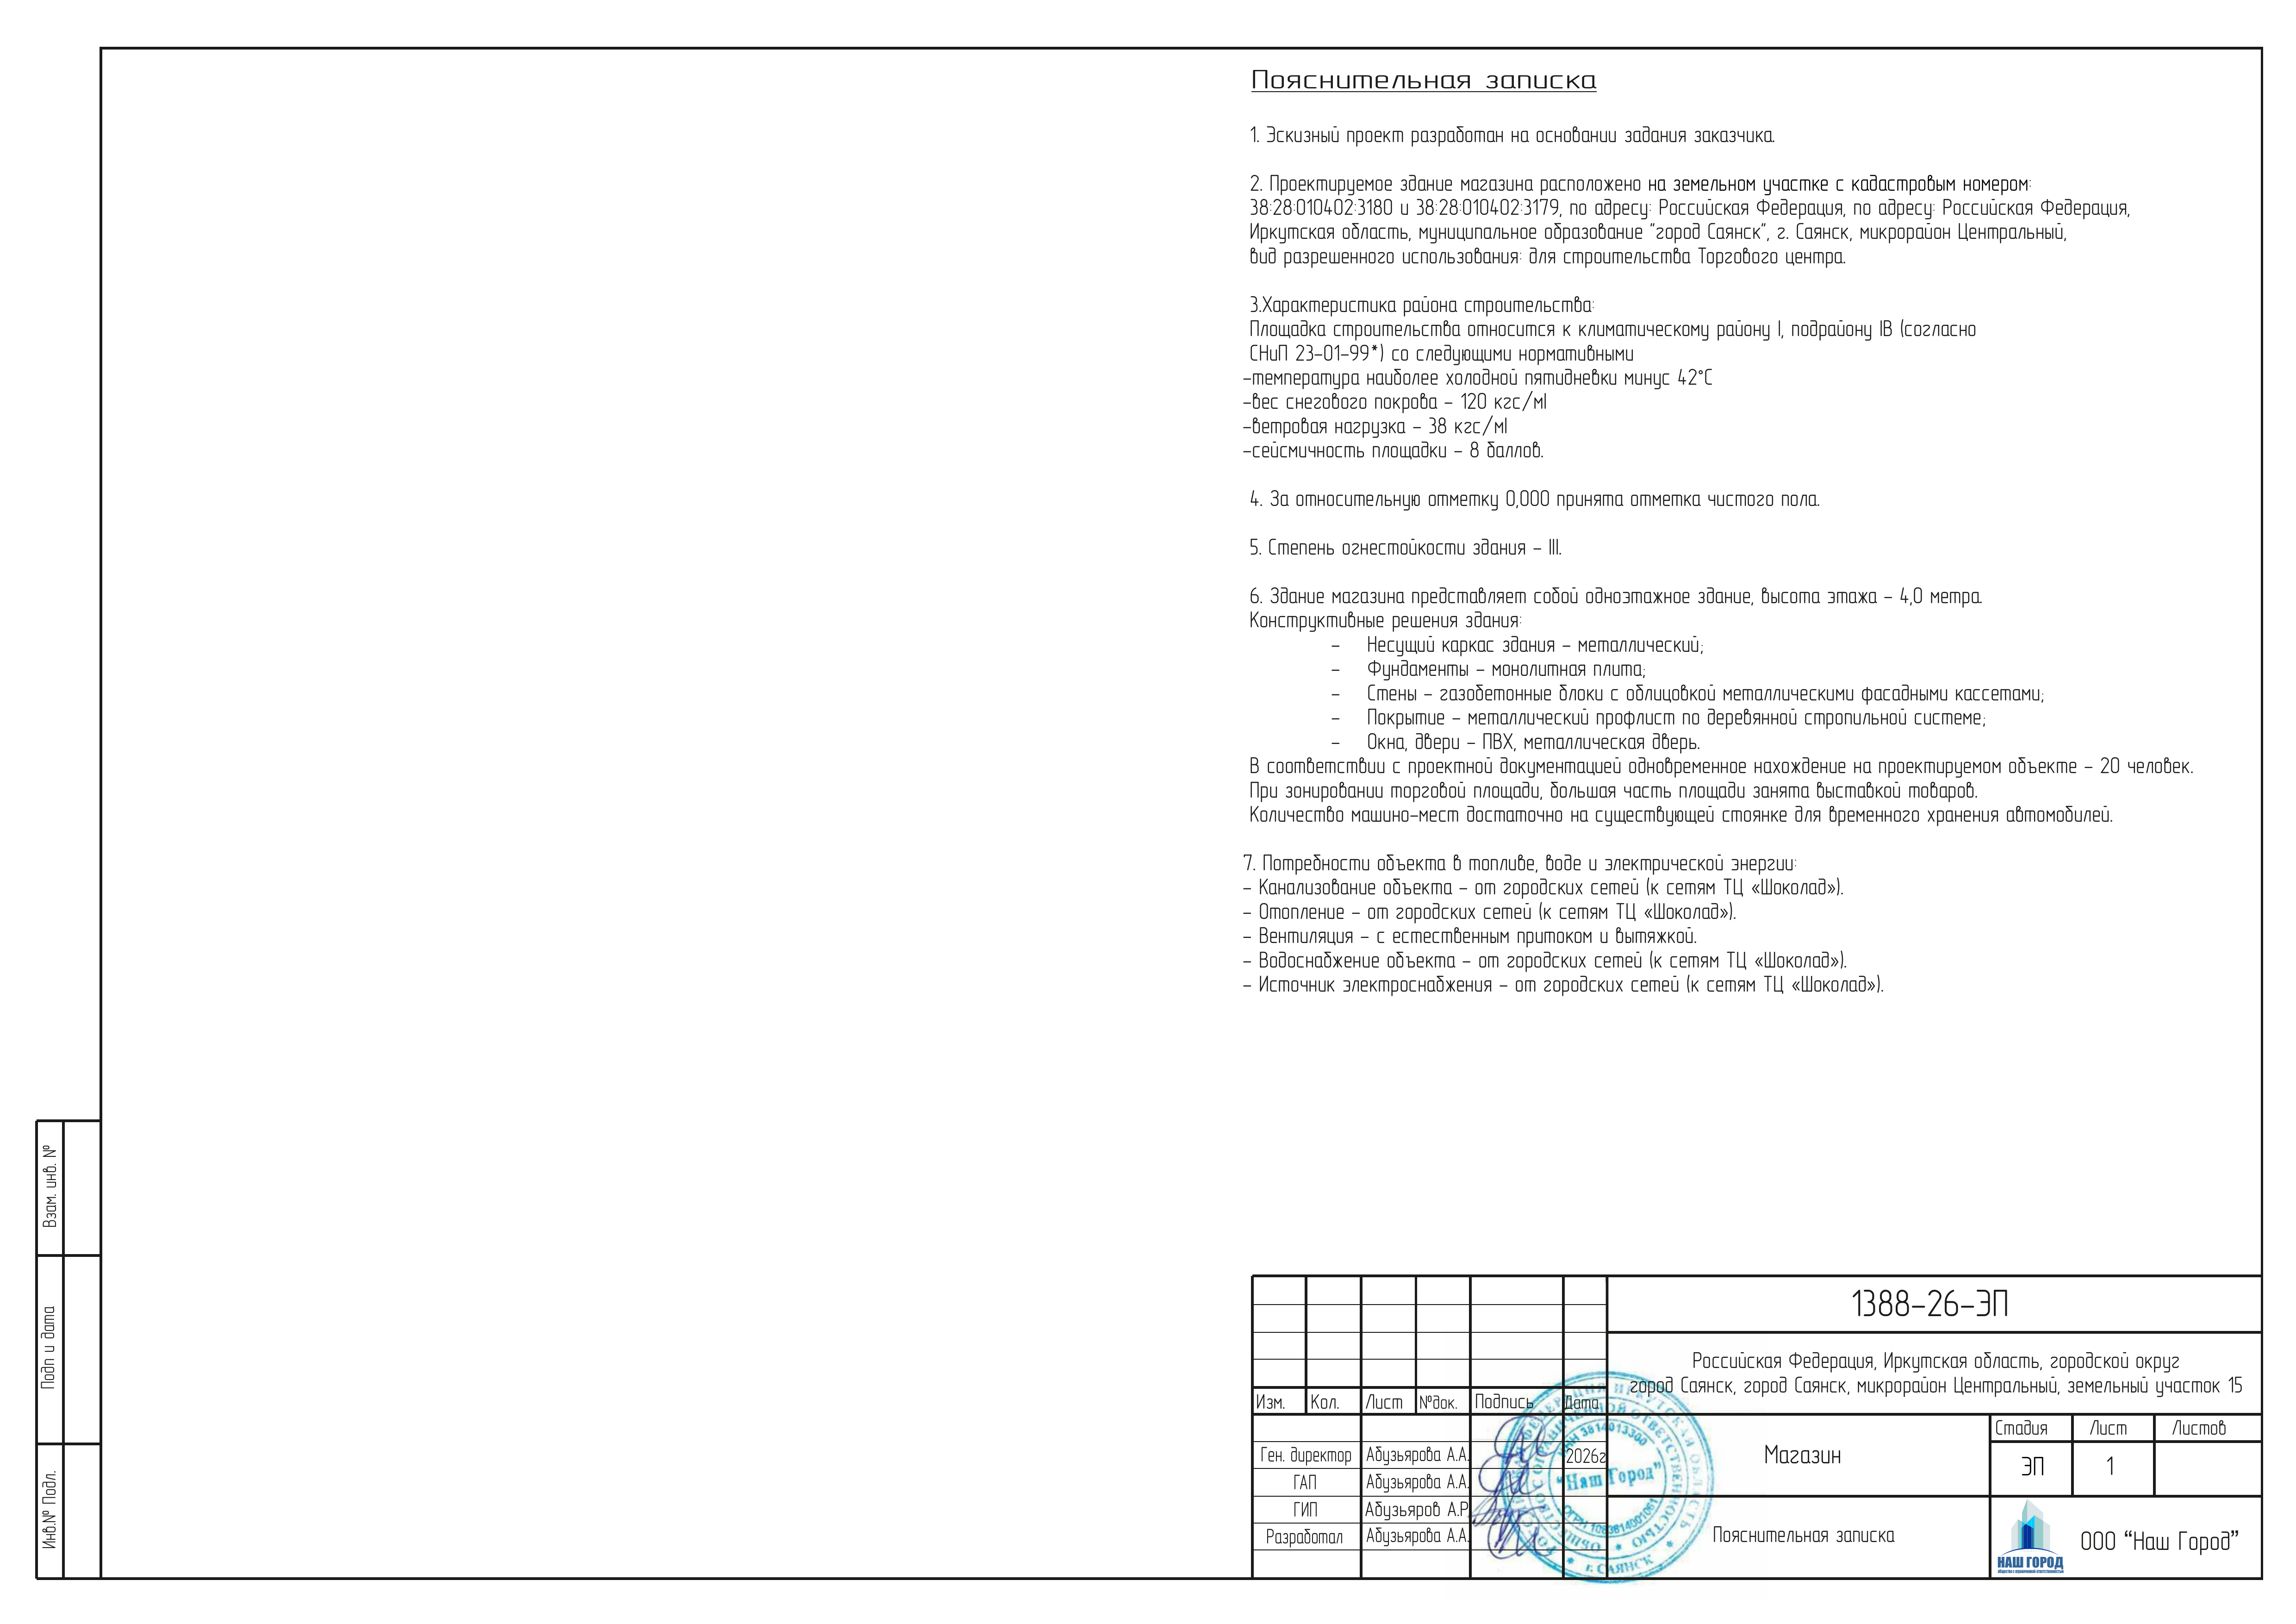 Пояснительная записка
1. Эскизный проект разработан на основании задания заказчика.
2. Проектируемое здание магазина расположено на земельном участке с кадастровым номером:
38:28:010402:3180 и 38:28:010402:3179, по адресу: Российская Федерация, по адресу: Российская Федерация,
Иркутская область, муниципальное образование "город Саянск", г. Саянск, микрорайон Центральный,
вид разрешенного использования: для строительства Торгового центра.
3.Характеристика района строительства:
Площадка строительства относится к климатическому району I, подрайону IВ (согласно
СНиП 23-01-99*) со следующими нормативными
-температура наиболее холодной пятидневки минус 42°С
-вес снегового покрова - 120 кгс/мI
-ветровая нагрузка - 38 кгс/мI
-сейсмичность площадки - 8 баллов.
4. За относительную отметку 0,000 принята отметка чистого пола.
5. Степень огнестойкости здания - III.
6. Здание магазина представляет собой одноэтажное здание, высота этажа - 4,0 метра.
Конструктивные решения здания:
- Несущий каркас здания - металлический;
- Фундаменты - монолитная плита;
- Стены - газобетонные блоки с облицовкой металлическими фасадными кассетами;
- Покрытие - металлический профлист по деревянной стропильной системе;
- Окна, двери - ПВХ, металлическая дверь.
В соответствии с проектной документацией одновременное нахождение на проектируемом объекте - 20 человек.
При зонировании торговой площади, большая часть площади занята выставкой товаров.
Количество машино-мест достаточно на существующей стоянке для временного хранения автомобилей.
7. Потребности объекта в топливе, воде и электрической энергии:
- Канализование объекта - от городских сетей (к сетям ТЦ «Шоколад»).
- Отопление - от городских сетей (к сетям ТЦ «Шоколад»).
- Вентиляция - с естественным притоком и вытяжкой.
- Водоснабжение объекта - от городских сетей (к сетям ТЦ «Шоколад»).
- Источник электроснабжения - от городских сетей (к сетям ТЦ «Шоколад»).
Взам. инв. №
Подп и дата
Инв.№ Подл.
1388-26-ЭП
Российская Федерация, Иркутская область, городской округ
город Саянск, город Саянск, микрорайон Центральный, земельный участок 15
Изм. Кол. Лист №док. Подпись Дата
Ген. директор Абузьярова А.А. 2026г
ГАП Абузьярова А.А.
ГИП Абузьяров А.Р.
Разработал Абузьярова А.А.
Магазин
Стадия Лист Листов
ЭП 1
Пояснительная записка
НАШ ГОРОД
ООО "Наш Город"
"Наш Город"
ИНН 3814013300
г. САЯНСК